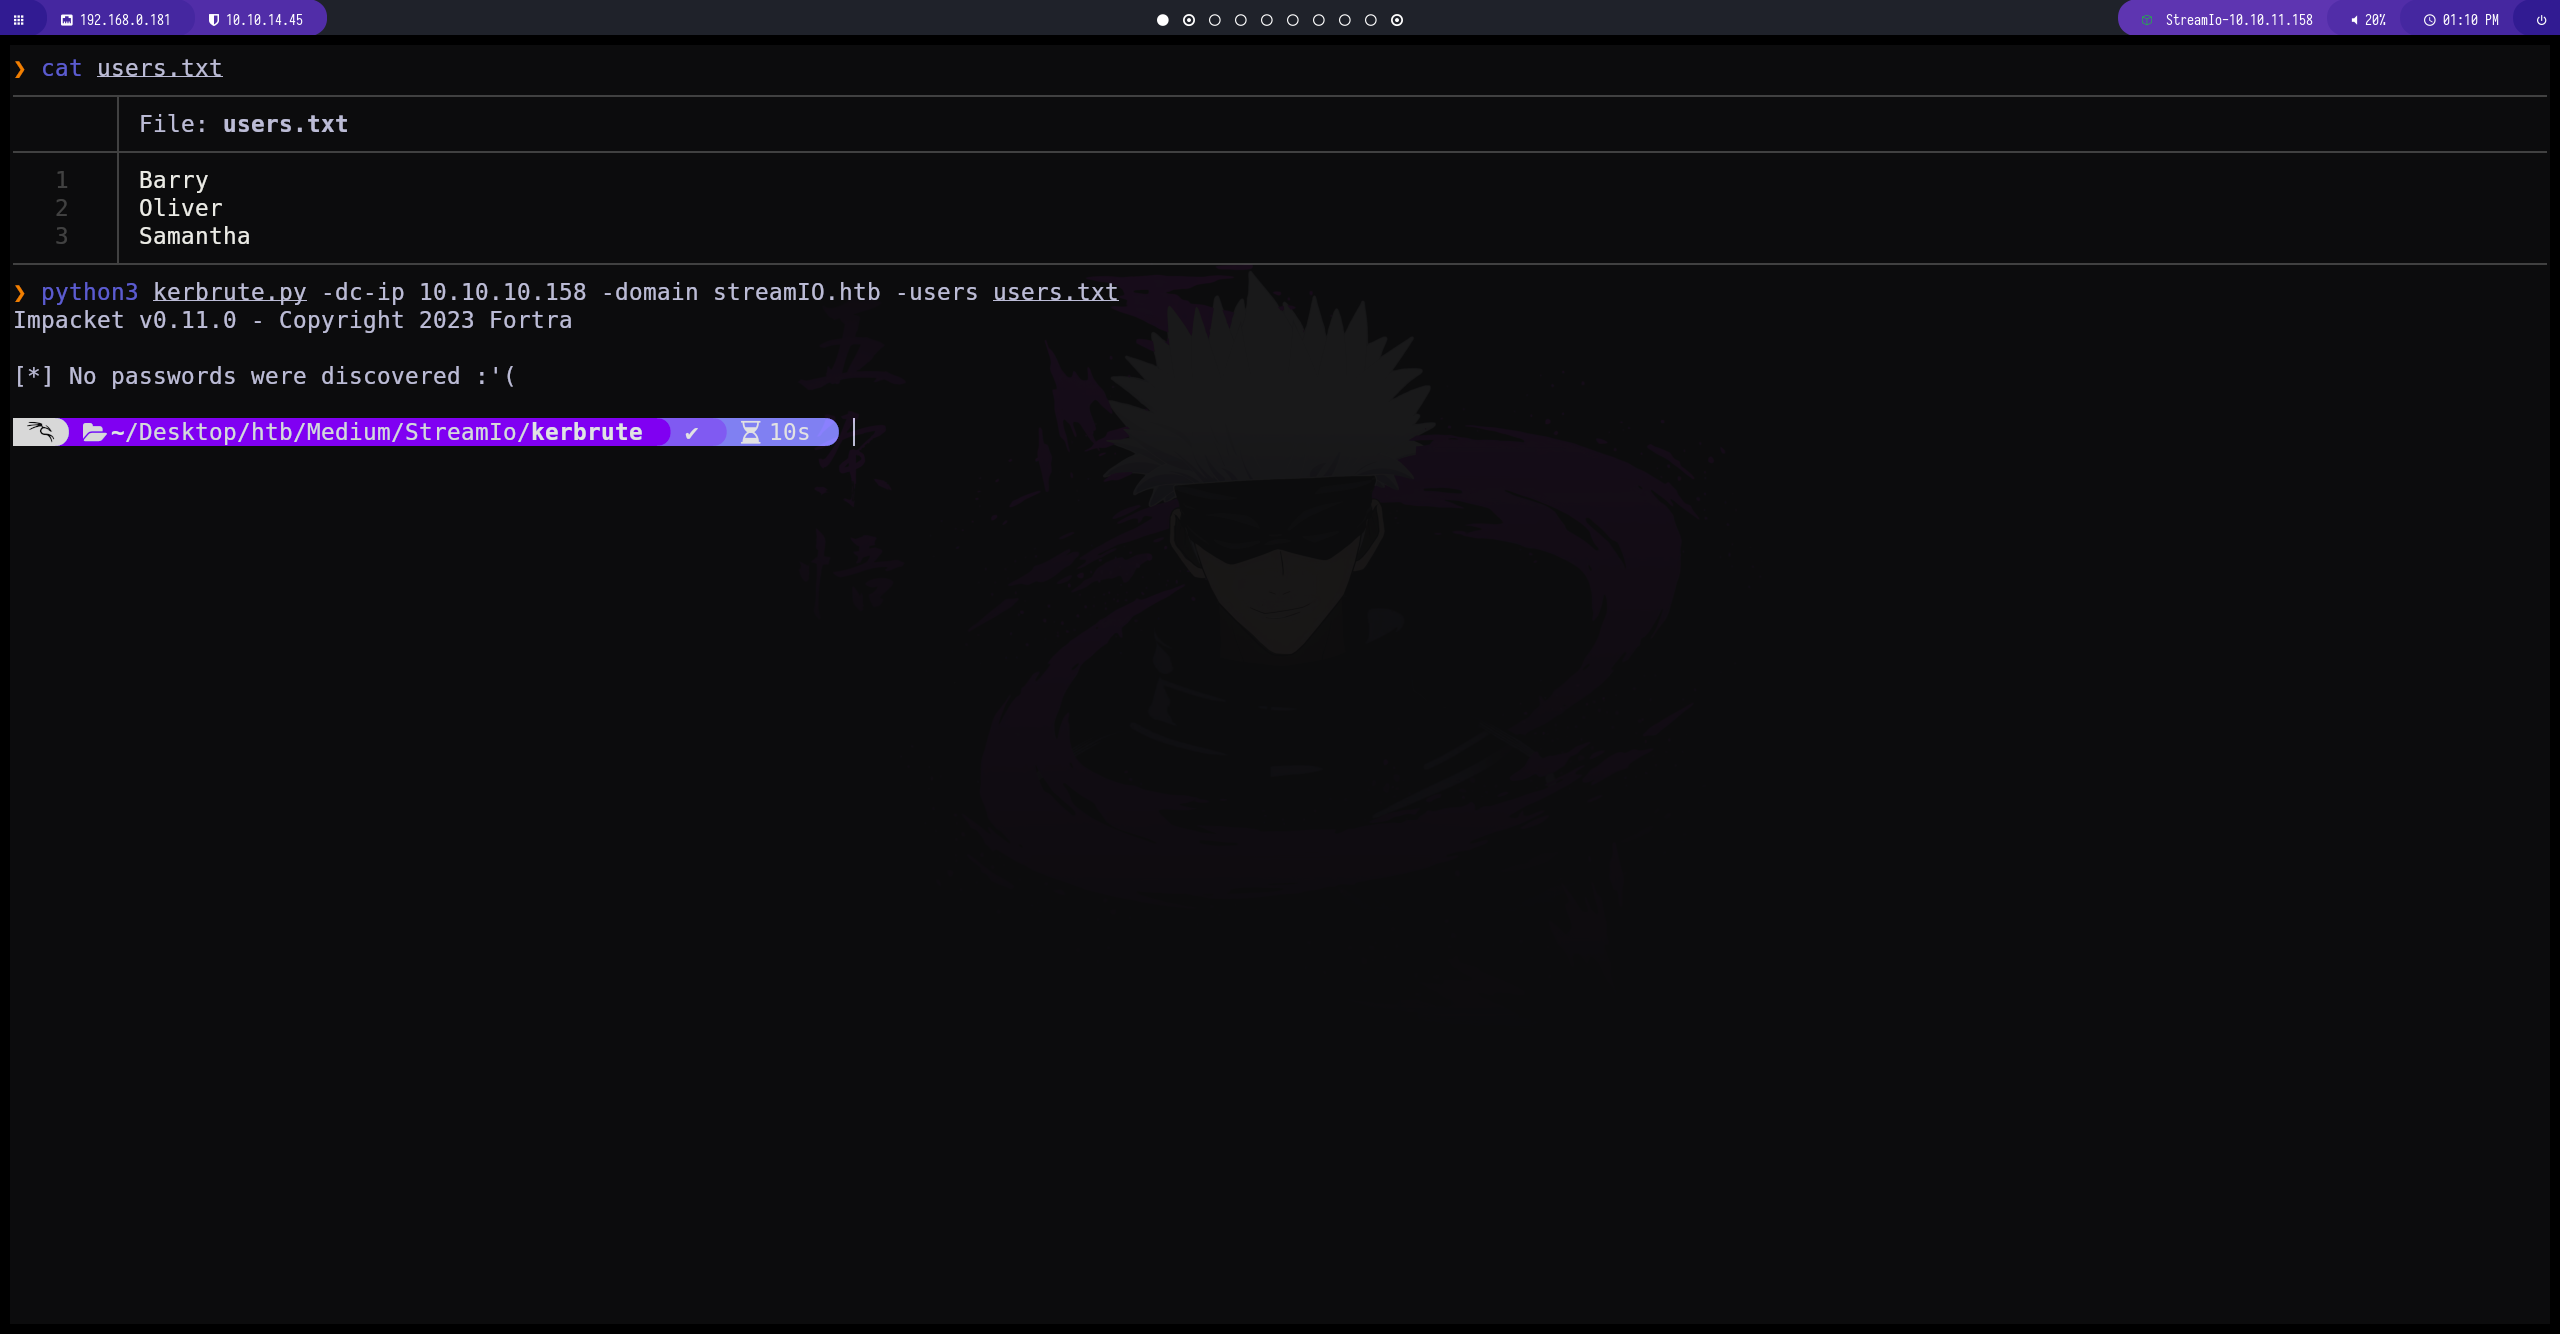 192.168.0.181 10.10.14.45 StreamIo-10.10.11.158 20% 01:10 PM
❯ cat users.txt
File: users.txt
1 Barry
2 Oliver
3 Samantha
❯ python3 kerbrute.py -dc-ip 10.10.10.158 -domain streamIO.htb -users users.txt
Impacket v0.11.0 - Copyright 2023 Fortra
[*] No passwords were discovered :'(
~/Desktop/htb/Medium/StreamIo/kerbrute ✔ 10s
五
条
悟